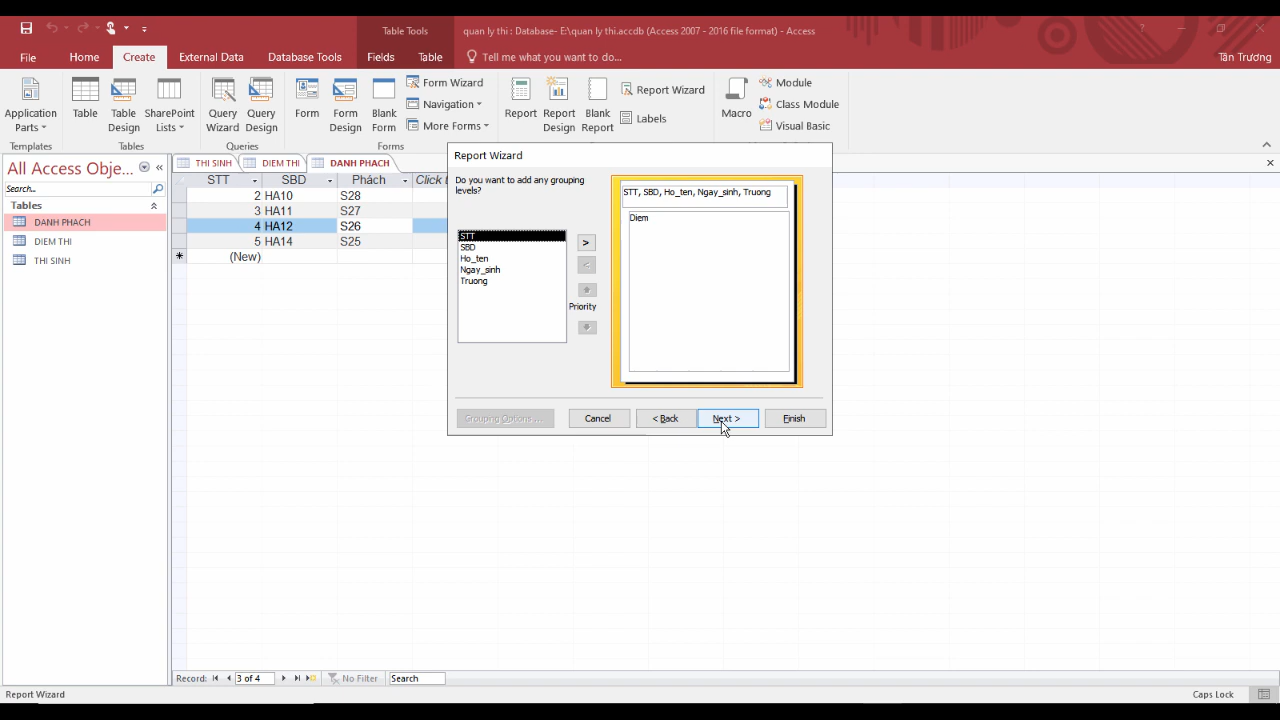 Table Tools
quan ly thi : Database- E:\quan ly thi.accdb (Access 2007 - 2016 file format) - Access
File
Home
Create
External Data
Database Tools
Fields
Table
Tell me what you want to do...
Tân Trương
Application Parts
Table
Table Design
SharePoint Lists
Query Wizard
Query Design
Form
Form Design
Blank Form
Form Wizard
Navigation
More Forms
Report
Report Design
Blank Report
Report Wizard
Labels
Macro
Module
Class Module
Visual Basic
Templates
Tables
Queries
Forms
All Access Obje...
Search...
Tables
DANH PHACH
DIEM THI
THI SINH
THI SINH
DIEM THI
DANH PHACH
STT SBD Phách Click t
2 HA10 S28
3 HA11 S27
4 HA12 S26
5 HA14 S25
(New)
Report Wizard
Do you want to add any grouping
levels?
STT
SBD
Ho_ten
Ngay_sinh
Truong
>
<
Priority
STT, SBD, Ho_ten, Ngay_sinh, Truong
Diem
Grouping Options ...
Cancel
< Back
Next >
Finish
Record:
3 of 4
No Filter
Search
Report Wizard
Caps Lock